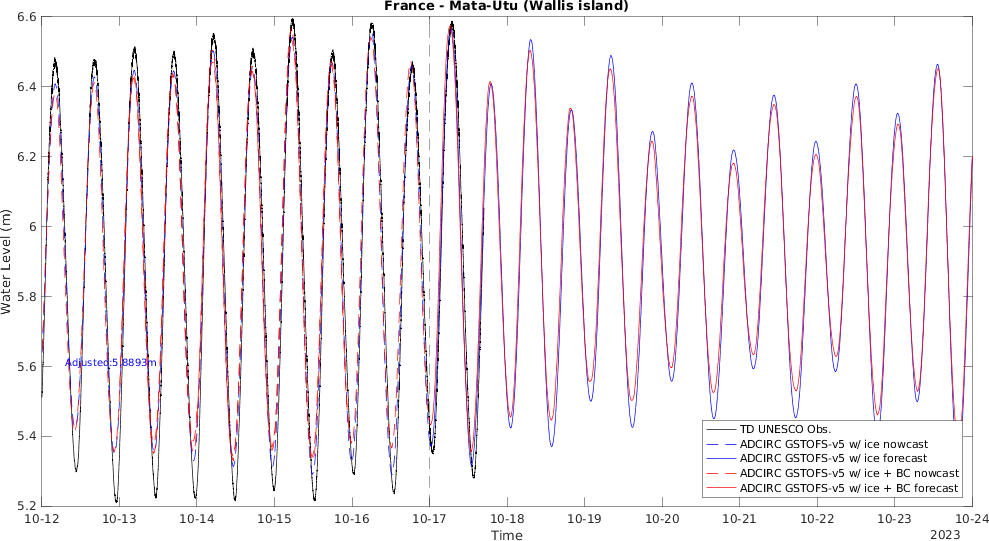 France - Mata-Utu (Wallis island)
6.6
6.4
6.2
6
5.8
5.6
5.4
5.2
Water Level (m)
Adjusted:5.8893m
TD UNESCO Obs.
ADCIRC GSTOFS-v5 w/ ice nowcast
ADCIRC GSTOFS-v5 w/ ice forecast
ADCIRC GSTOFS-v5 w/ ice + BC nowcast
ADCIRC GSTOFS-v5 w/ ice + BC forecast
10-12 10-13 10-14 10-15 10-16 10-17 10-18 10-19 10-20 10-21 10-22 10-23 10-24
Time
2023